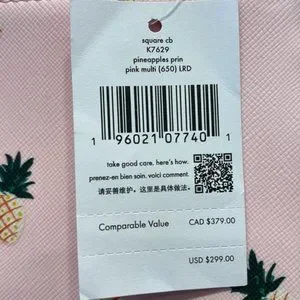 square cb
K7629
pineapples prin
pink multi (650) LRD
1 96021 07740 1
take good care. here's how.
prenez-en bien soin. voici comment.
请妥善维护。这里是具体做法。
Comparable Value
CAD $379.00
USD $299.00